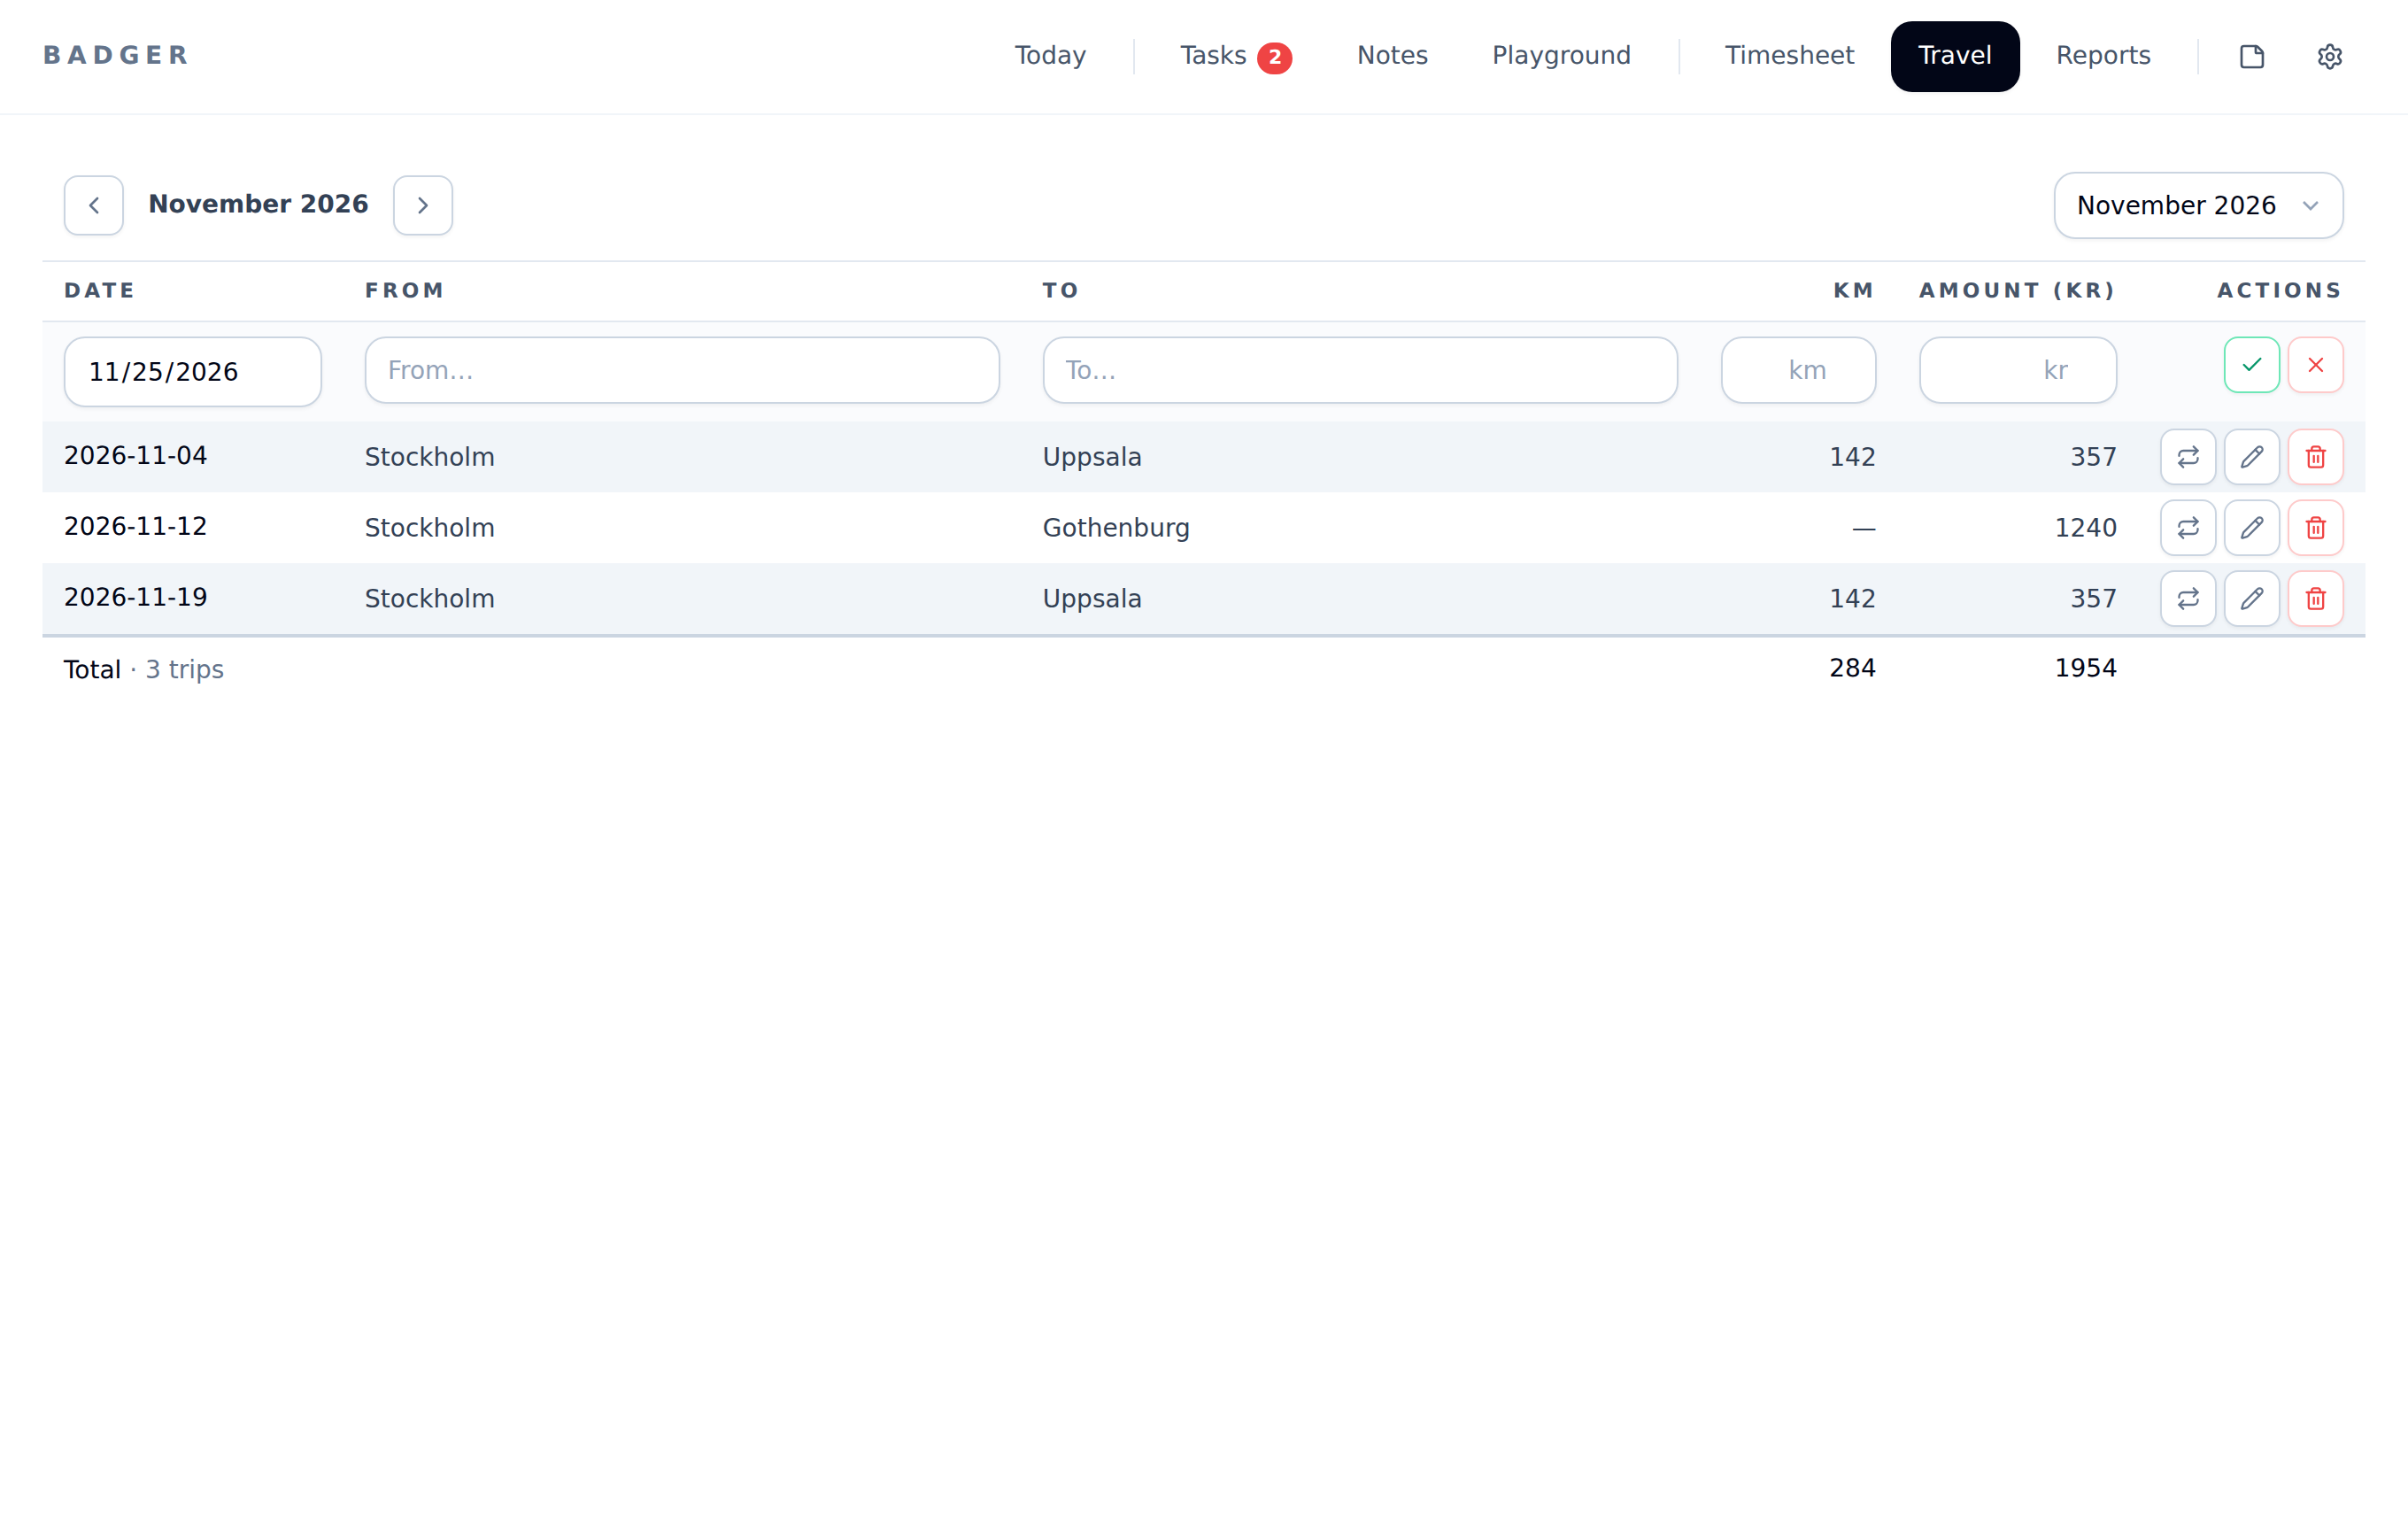 BADGER Today Tasks 2 Notes Playground Timesheet Travel Reports
November 2026 November 2026
DATE FROM TO KM AMOUNT (KR) ACTIONS
11/25/2026 From... To... km kr
2026-11-04 Stockholm Uppsala 142 357
2026-11-12 Stockholm Gothenburg — 1240
2026-11-19 Stockholm Uppsala 142 357
Total · 3 trips 284 1954